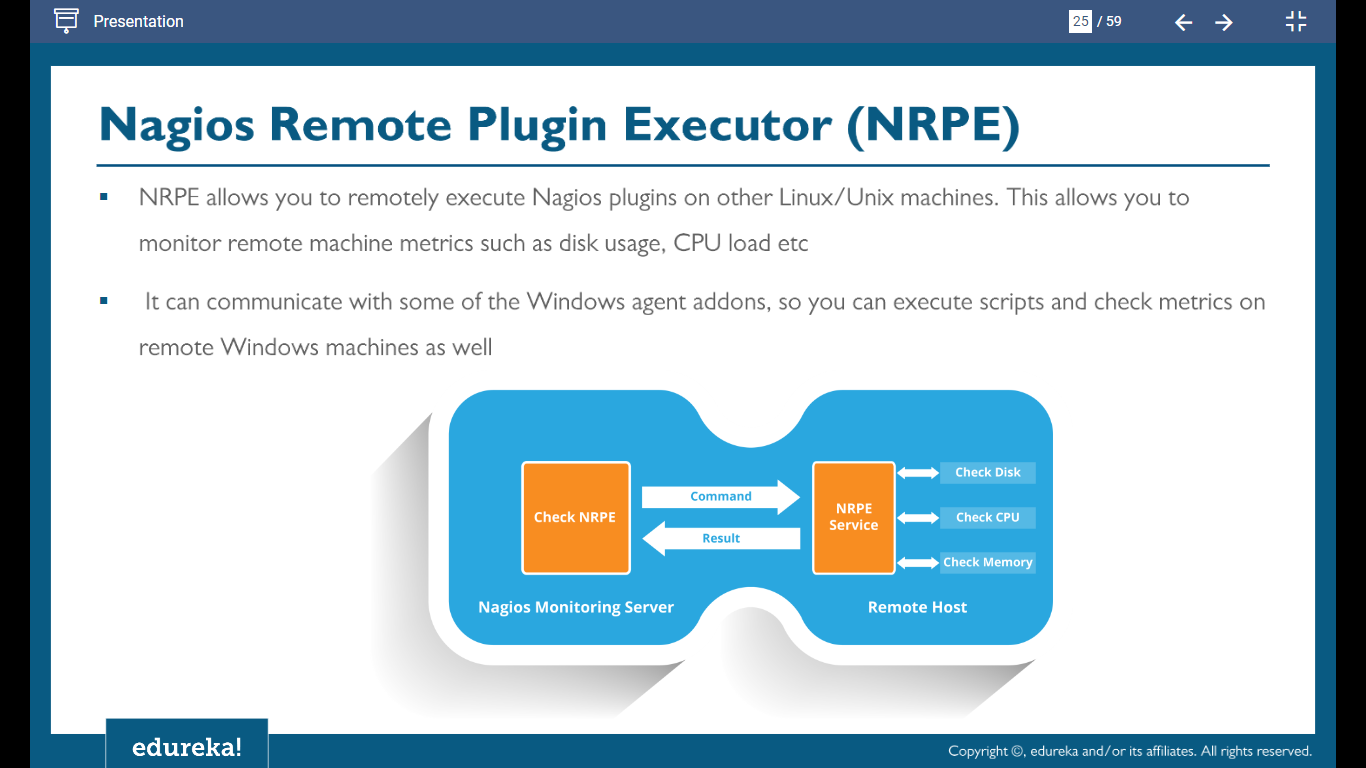 Presentation
25 / 59
Nagios Remote Plugin Executor (NRPE)
NRPE allows you to remotely execute Nagios plugins on other Linux/Unix machines. This allows you to
monitor remote machine metrics such as disk usage, CPU load etc
It can communicate with some of the Windows agent addons, so you can execute scripts and check metrics on
remote Windows machines as well
Check NRPE
Command
Result
NRPE
Service
Check Disk
Check CPU
Check Memory
Nagios Monitoring Server
Remote Host
edureka!
Copyright ©, edureka and/or its affiliates. All rights reserved.